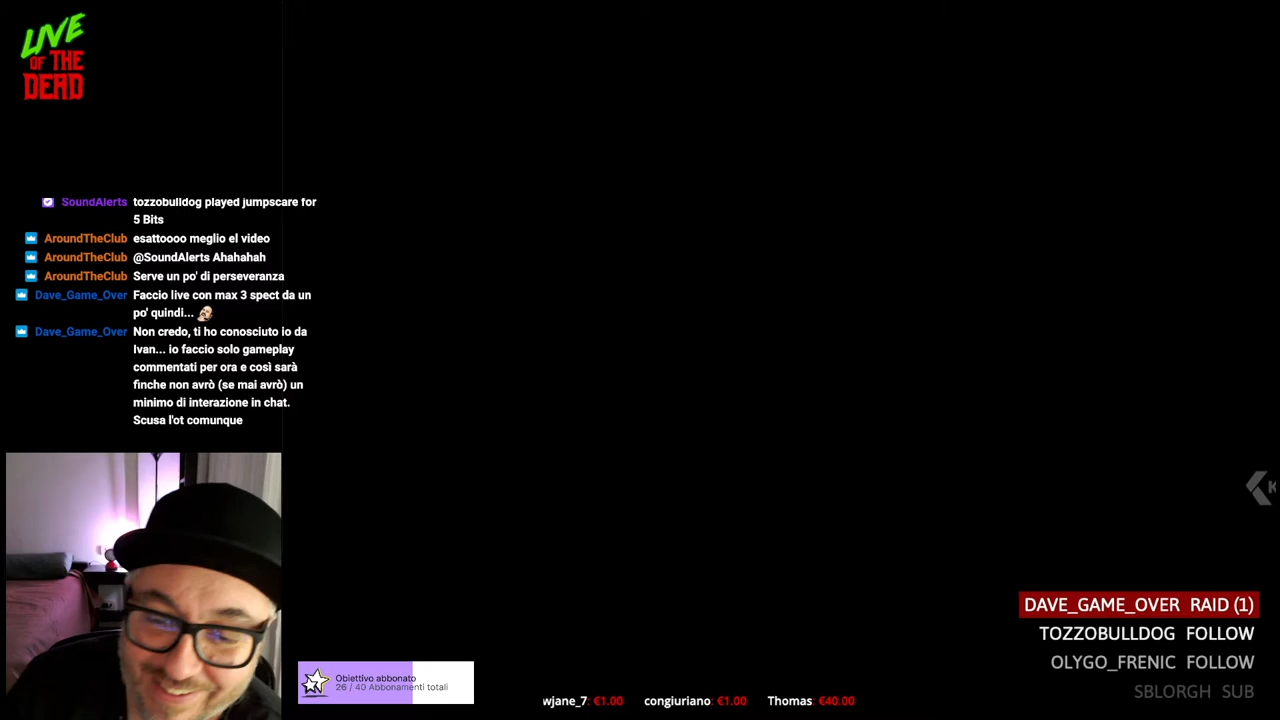 LIVE
OF THE
DEAD
SoundAlerts tozzobulldog played jumpscare for
5 Bits
AroundTheClub esattoooo meglio el video
AroundTheClub @SoundAlerts Ahahahah
AroundTheClub Serve un po' di perseveranza
Dave_Game_Over Faccio live con max 3 spect da un
po' quindi...
Dave_Game_Over Non credo, ti ho conosciuto io da
Ivan... io faccio solo gameplay
commentati per ora e così sarà
finche non avrò (se mai avrò) un
minimo di interazione in chat.
Scusa l'ot comunque
K
DAVE_GAME_OVER RAID (1)
TOZZOBULLDOG FOLLOW
OLYGO_FRENIC FOLLOW
SBLORGH SUB
Obiettivo abbonato
26 / 40 Abbonamenti totali
wjane_7: €1.00 congiuriano: €1.00 Thomas: €40.00